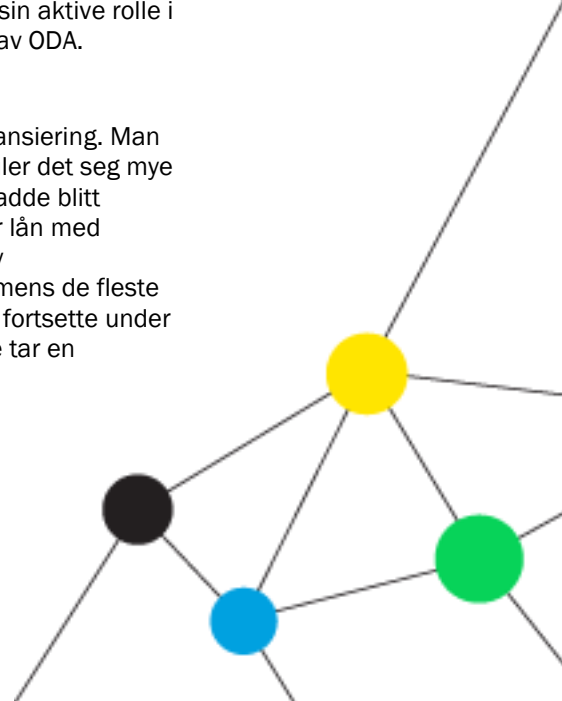 sin aktive rolle i
av ODA.
ansiering. Man
ler det seg mye
adde blitt
r lån med
mens de fleste
fortsette under
e tar en